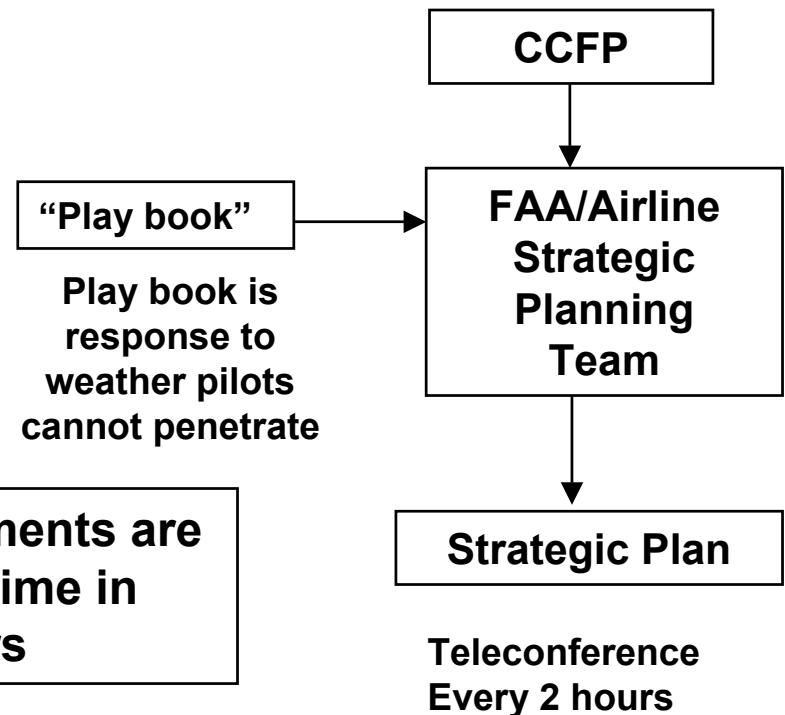 CCFP
“Play book”
FAA/Airline
Strategic
Planning
Team
Play book is
response to
weather pilots
cannot penetrate
ments are
ime in
s
Strategic Plan
Teleconference
Every 2 hours